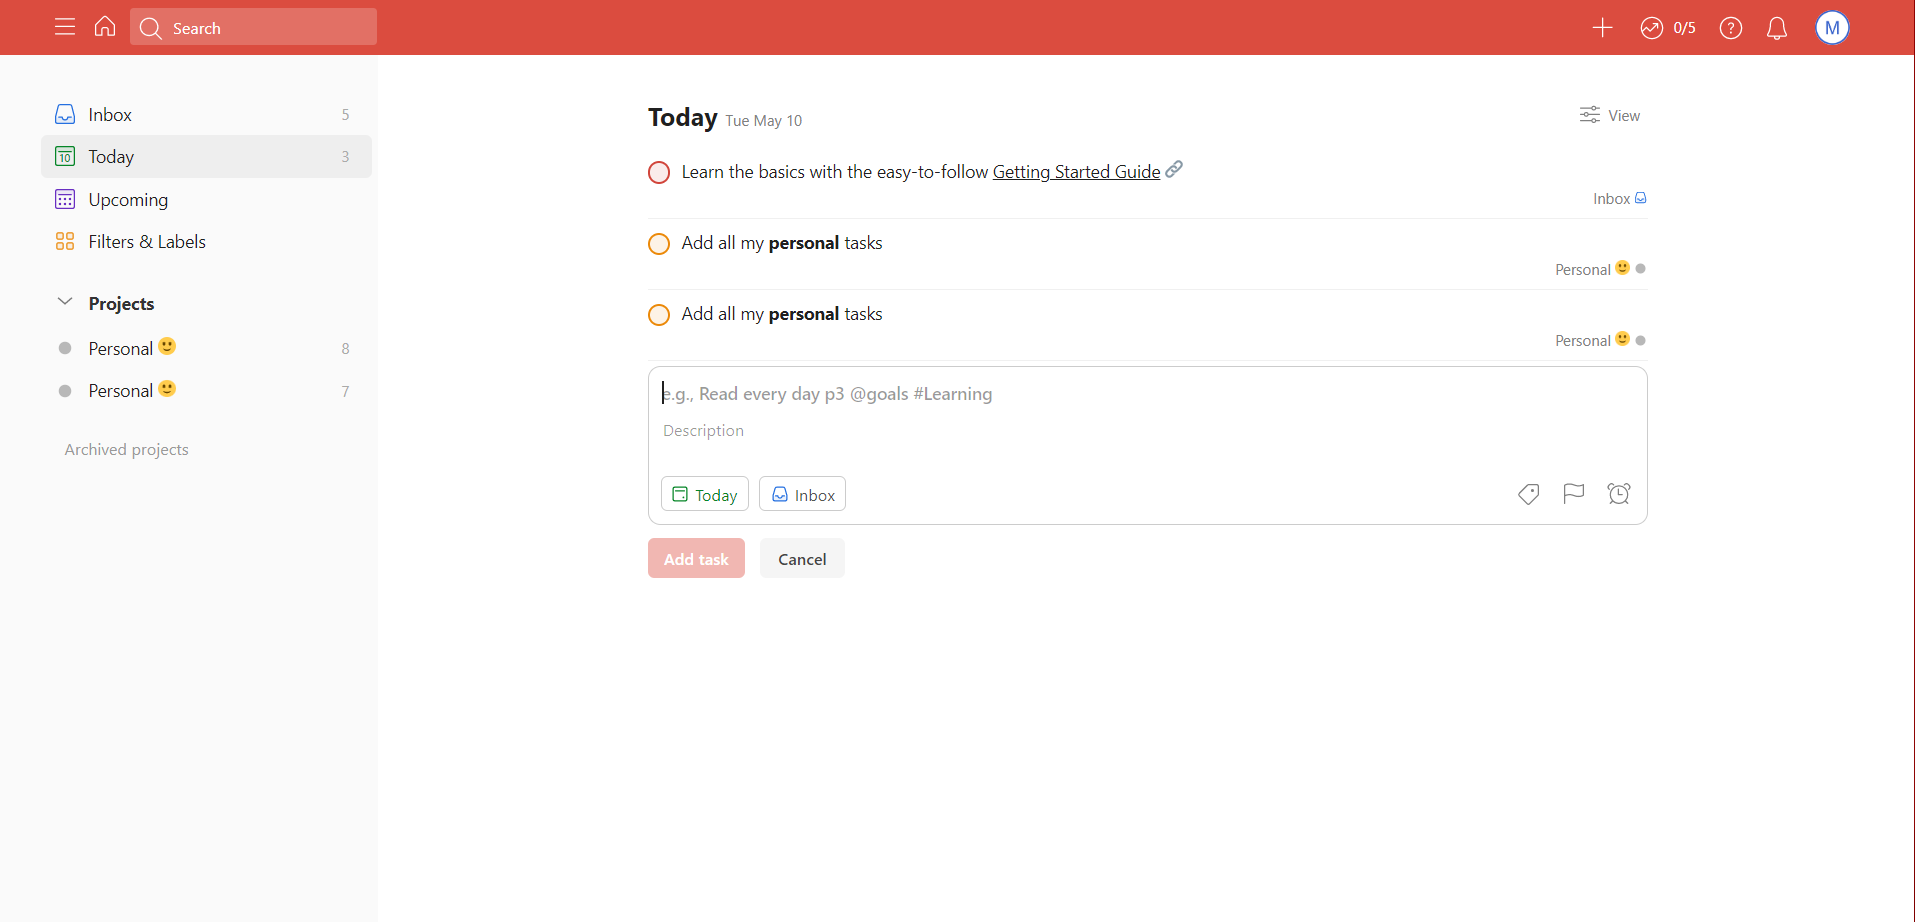 Search
0/5
M
Inbox 5
10 Today 3
Upcoming
Filters & Labels
Projects
Personal 8
Personal 7
Archived projects
Today Tue May 10
View
Learn the basics with the easy-to-follow Getting Started Guide
Inbox
Add all my personal tasks
Personal
Add all my personal tasks
Personal
e.g., Read every day p3 @goals #Learning
Description
Today Inbox
Add task Cancel